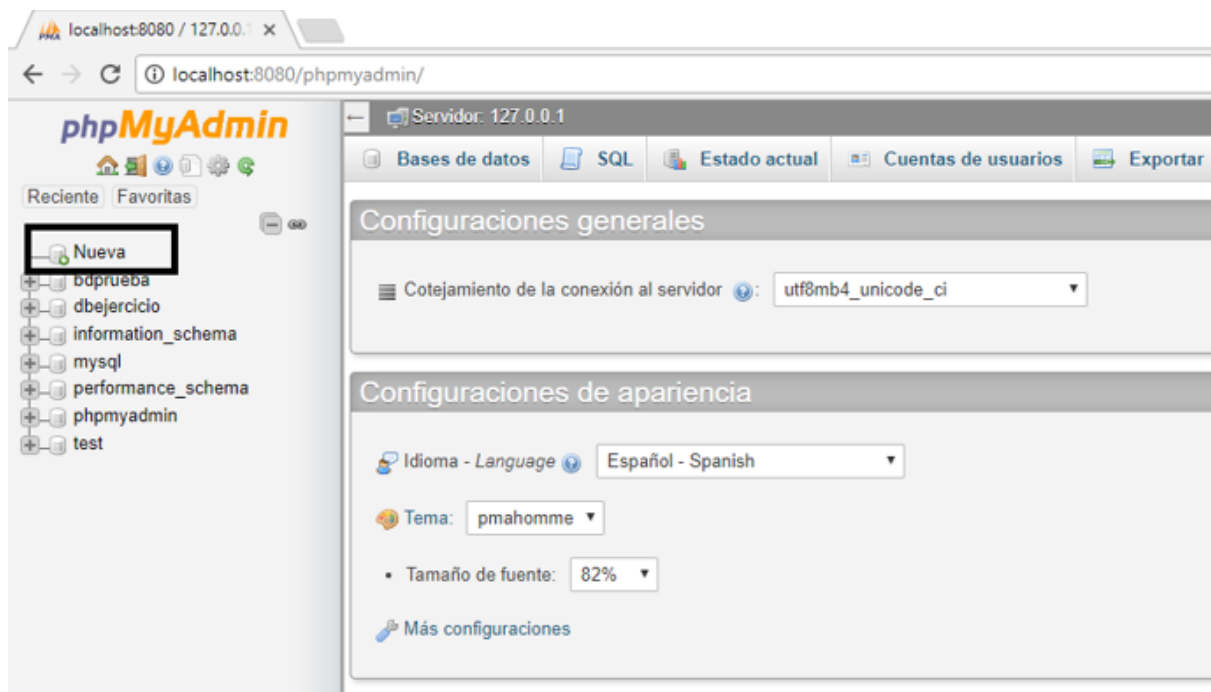 localhost:8080 / 127.0.0.1
localhost:8080/phpmyadmin/
phpMyAdmin
Servidor: 127.0.0.1
Bases de datos SQL Estado actual Cuentas de usuarios Exportar
Reciente Favoritas
Nueva
bdprueba
dbejercicio
information_schema
mysql
performance_schema
phpmyadmin
test
Configuraciones generales
Cotejamiento de la conexión al servidor : utf8mb4_unicode_ci
Configuraciones de apariencia
Idioma - Language Español - Spanish
Tema: pmahomme
• Tamaño de fuente: 82%
Más configuraciones